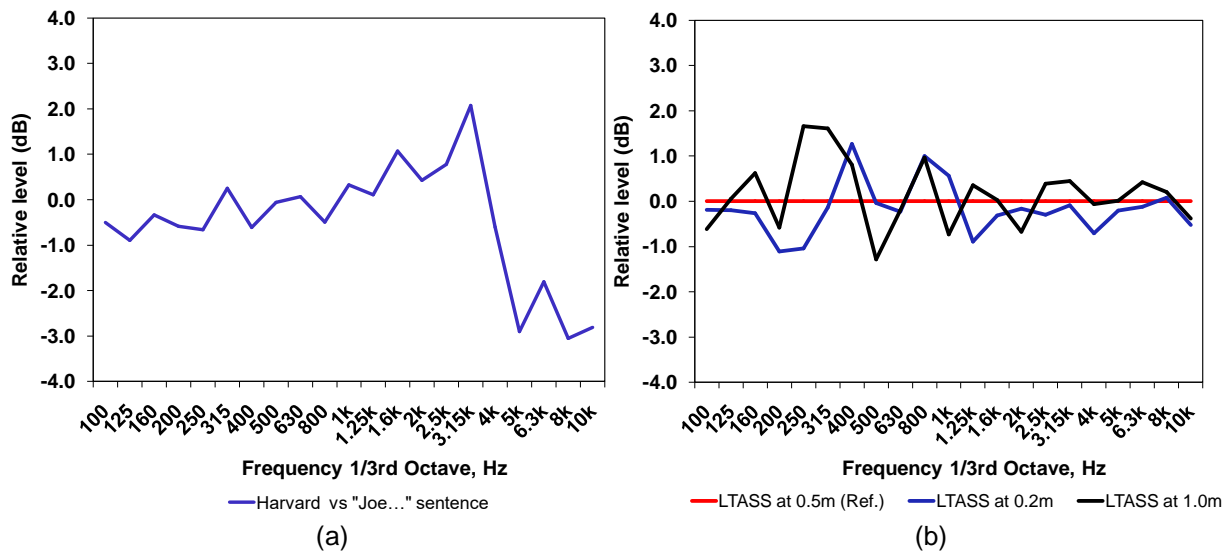 4.0
3.0
2.0
1.0
0.0
-1.0
-2.0
-3.0
-4.0
Relative level (dB)
100
125
160
200
250
315
400
500
630
800
1k
1.25k
1.6k
2k
2.5k
3.15k
4k
5k
6.3k
8k
10k
Frequency 1/3rd Octave, Hz
Harvard vs "Joe…" sentence
(a)
4.0
3.0
2.0
1.0
0.0
-1.0
-2.0
-3.0
-4.0
Relative level (dB)
100
125
160
200
250
315
400
500
630
800
1k
1.25k
1.6k
2k
2.5k
3.15k
4k
5k
6.3k
8k
10k
Frequency 1/3rd Octave, Hz
LTASS at 0.5m (Ref.) LTASS at 0.2m LTASS at 1.0m
(b)